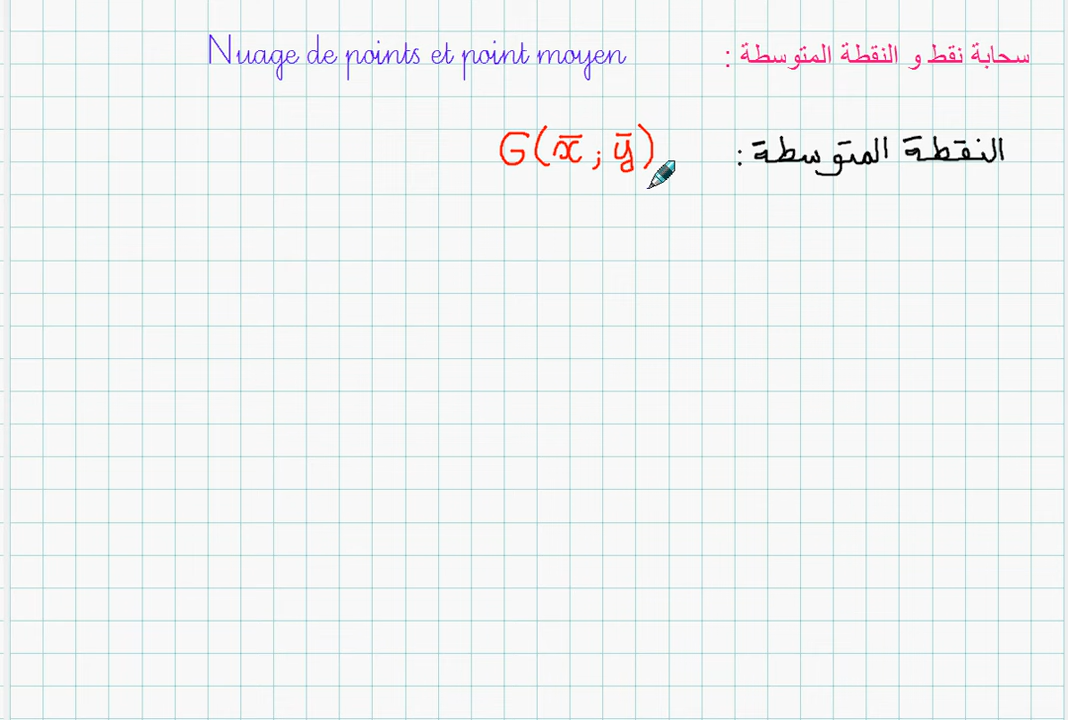 سحابة نقط و النقطة المتوسطة : Nuage de points et point moyen
النقطة المتوسطة : G(x̅ ; y̅)